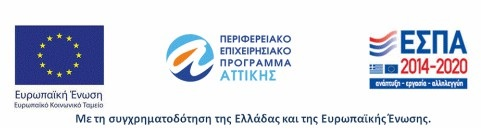 Ευρωπαϊκή Ένωση
Ευρωπαϊκό Κοινωνικό Ταμείο
ΠΕΡΙΦΕΡΕΙΑΚΟ
ΕΠΙΧΕΙΡΗΣΙΑΚΟ
ΠΡΟΓΡΑΜΜΑ
ΑΤΤΙΚΗΣ
ΕΣΠΑ
2014-2020
ανάπτυξη - εργασία - αλληλεγγύη
Με τη συγχρηματοδότηση της Ελλάδας και της Ευρωπαϊκής Ένωσης.